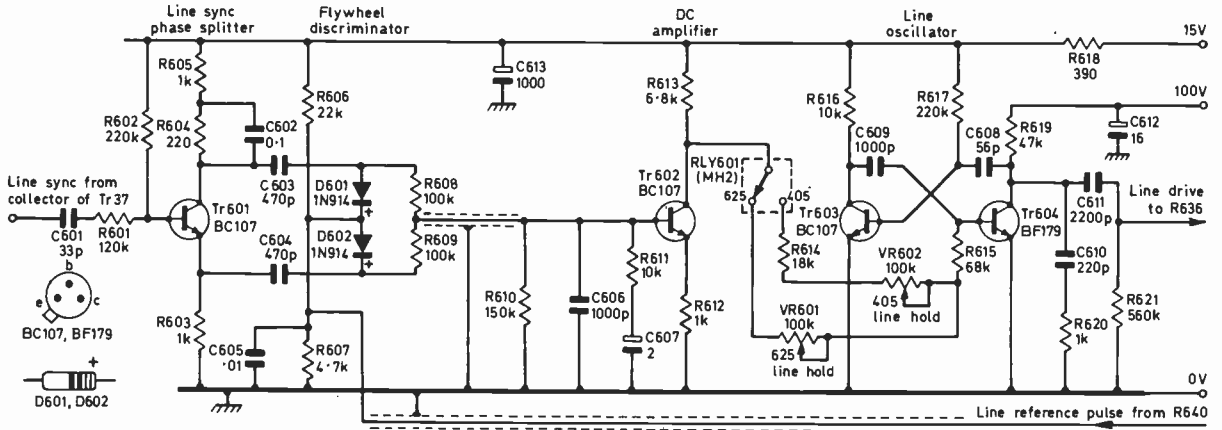 Line sync
phase splitter
Flywheel
discriminator
DC
amplifier
Line
oscillator
15V
R618
390
100V
R605
1k
R602
220k
R604
220
C602
0·1
R606
22k
C613
1000
R613
6·8k
R616
10k
R617
220k
C609
1000p
C608
56p
R619
47k
C612
16
Line sync from
collector of Tr37
C601
33p
R601
120k
Tr601
BC107
C603
470p
D601
1N914
+
R608
100k
Tr602
BC107
RLY601
(MH2)
625
405
Tr603
BC107
Tr604
BF179
C611
2200p
Line drive
to R636
C604
470p
D602
1N914
+
R609
100k
R611
10k
R614
18k
VR602
100k
405
line hold
R615
68k
C610
220p
b
e
c
BC107, BF179
R603
1k
R610
150k
C606
1000p
C607
2
R612
1k
VR601
100k
625
line hold
R620
1k
R621
560k
C605
·01
R607
4·7k
+
D601, D602
0V
Line reference pulse from R640